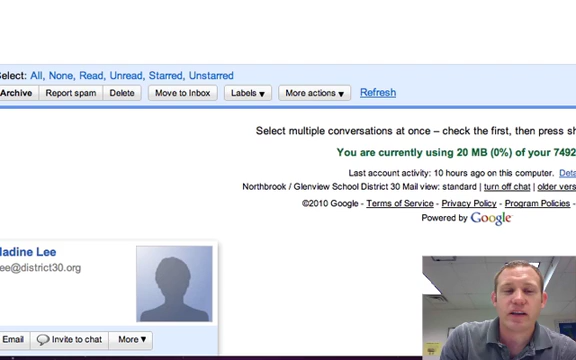 Select: All, None, Read, Unread, Starred, Unstarred
Archive Report spam Delete Move to Inbox Labels More actions Refresh
Select multiple conversations at once – check the first, then press
You are currently using 20 MB (0%) of your 7492
Last account activity: 10 hours ago on this computer.
Northbrook / Glenview School District 30 Mail view: standard | turn off chat | older
©2010 Google - Terms of Service - Privacy Policy - Program Policies -
Powered by Google
Nadine Lee
lee@district30.org
Email Invite to chat More